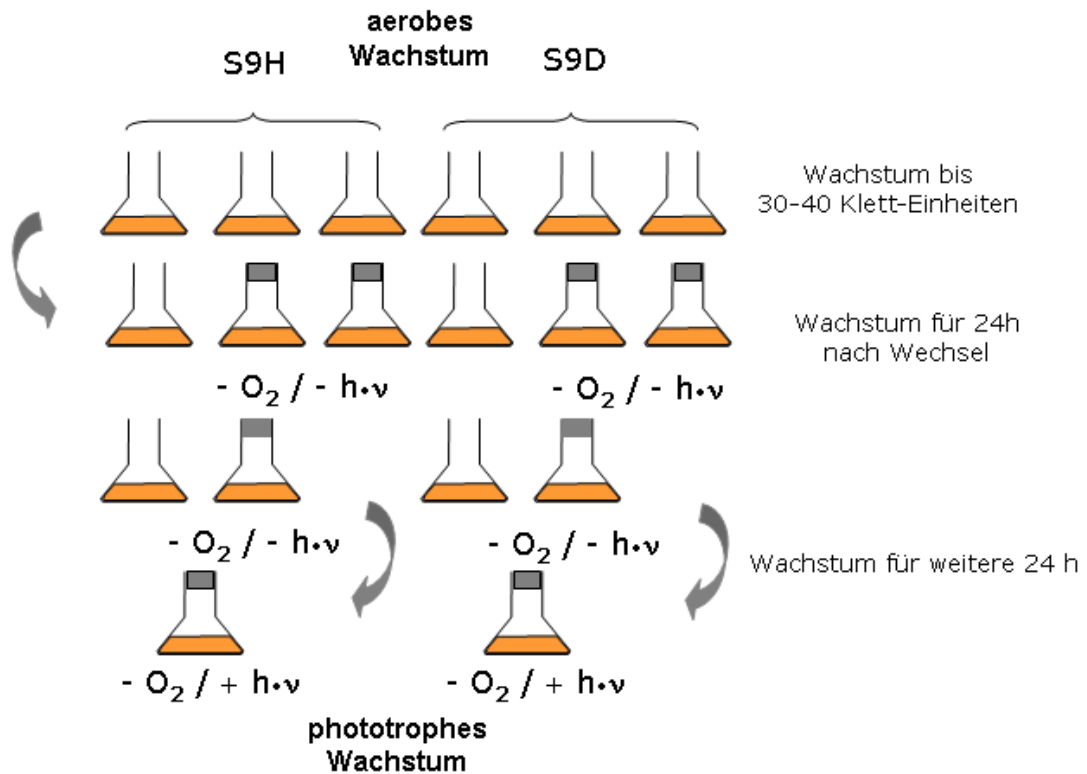 aerobes
Wachstum
S9H
S9D
Wachstum bis
30-40 Klett-Einheiten
Wachstum für 24h
nach Wechsel
- O₂ / - h·ν
- O₂ / - h·ν
- O₂ / - h·ν
- O₂ / - h·ν
Wachstum für weitere 24 h
- O₂ / + h·ν
- O₂ / + h·ν
phototrophes
Wachstum